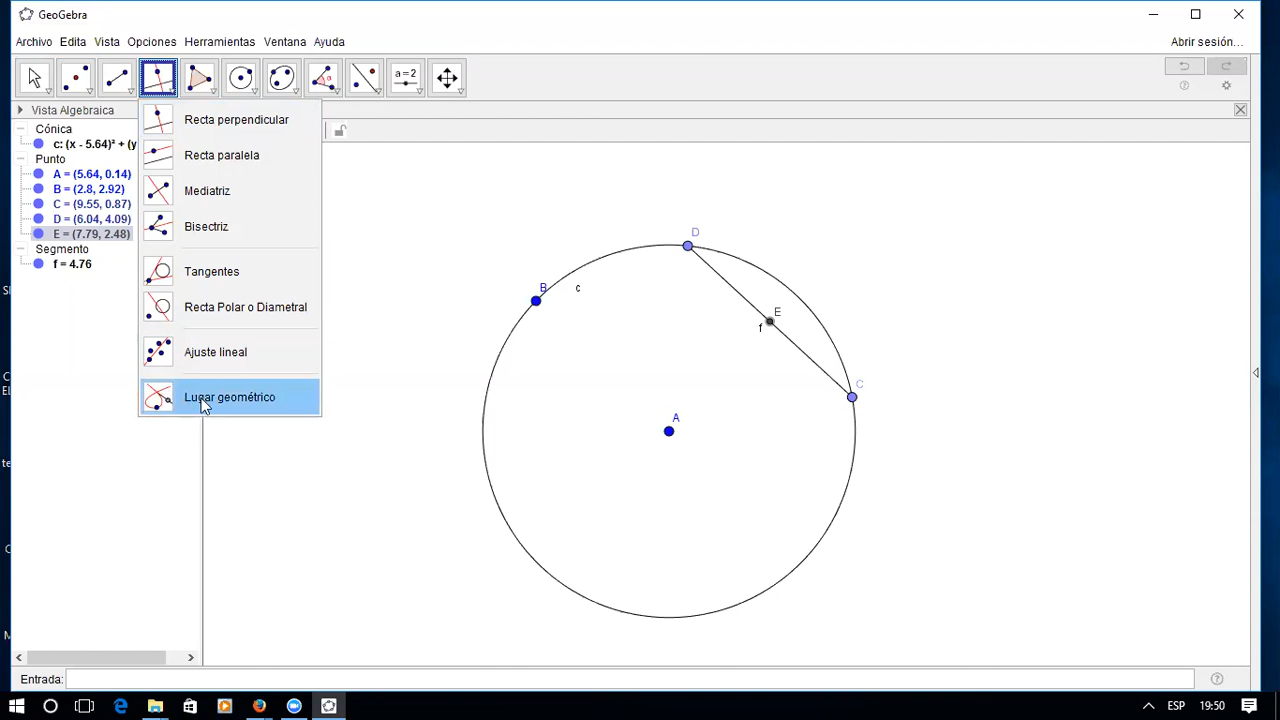 GeoGebra
Archivo Edita Vista Opciones Herramientas Ventana Ayuda
Abrir sesión...
a=2
Vista Algebraica
Cónica
c: (x - 5.64)² + (y
Punto
A = (5.64, 0.14)
B = (2.8, 2.92)
C = (9.55, 0.87)
D = (6.04, 4.09)
E = (7.79, 2.48)
Segmento
f = 4.76
Recta perpendicular
Recta paralela
Mediatriz
Bisectriz
Tangentes
Recta Polar o Diametral
Ajuste lineal
Lugar geométrico
D
B
c
E
f
C
A
Entrada:
ESP 19:50